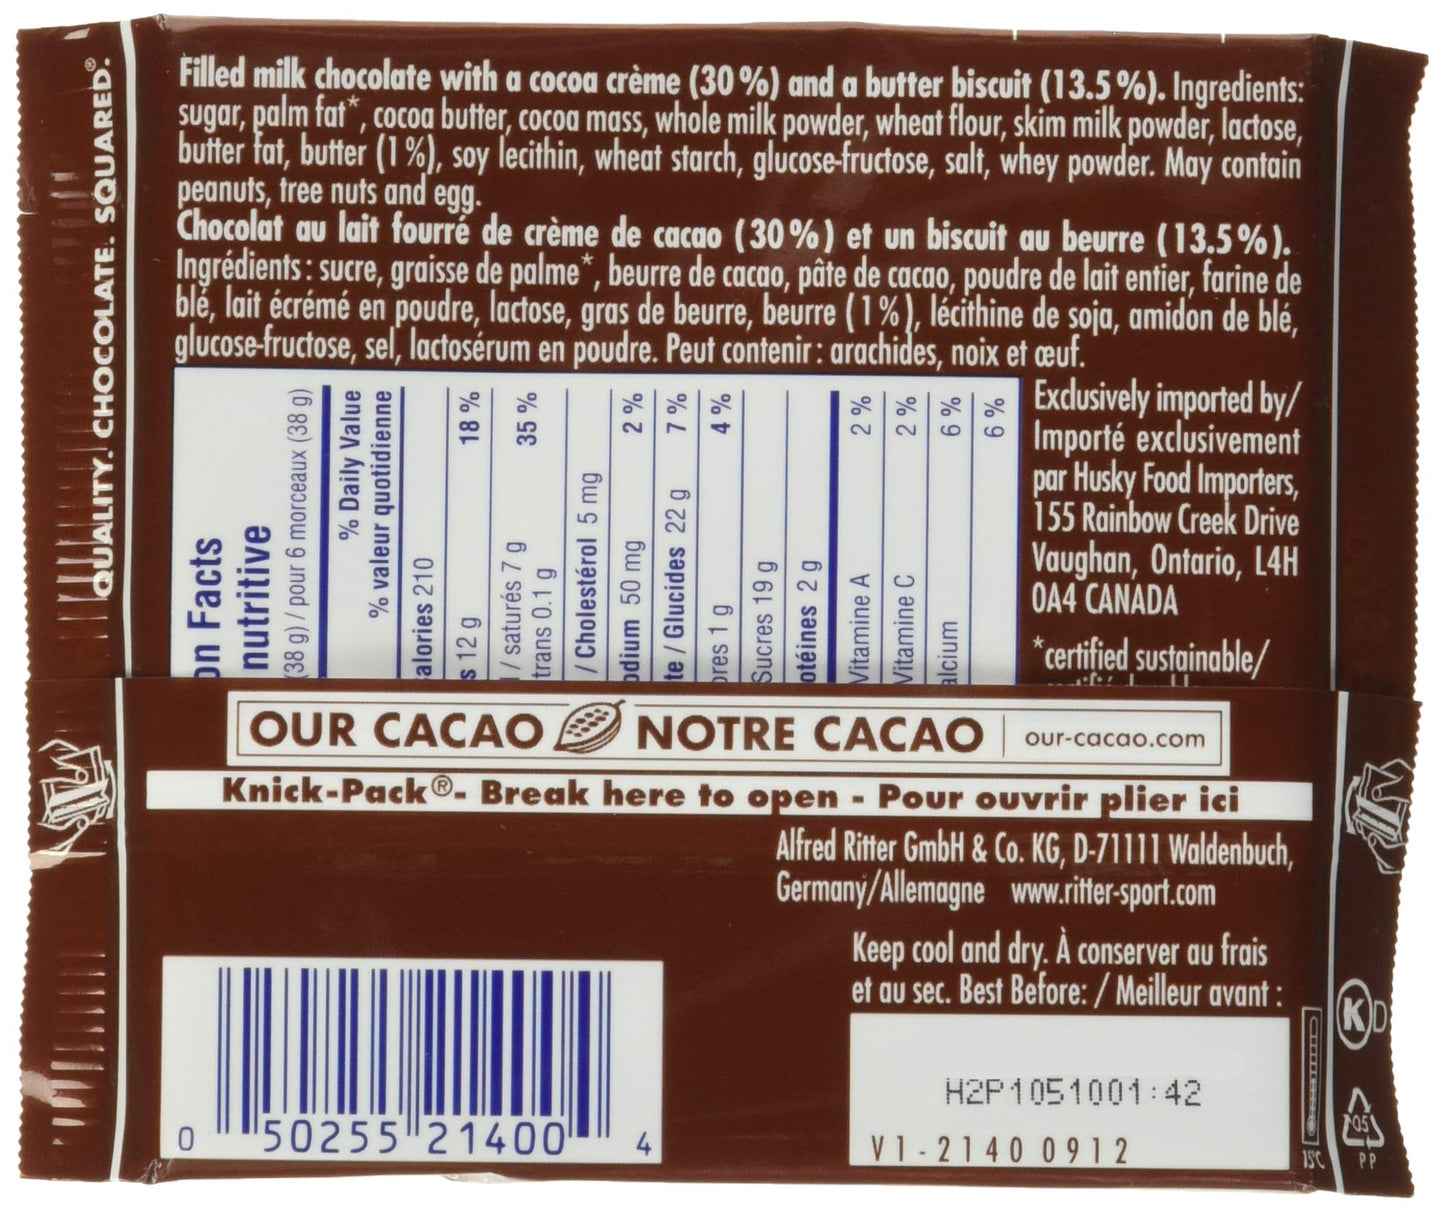 QUALITY. CHOCOLATE. SQUARED.®
Filled milk chocolate with a cocoa crème (30%) and a butter biscuit (13.5%). Ingredients:
sugar, palm fat*, cocoa butter, cocoa mass, whole milk powder, wheat flour, skim milk powder, lactose,
butter fat, butter (1%), soy lecithin, wheat starch, glucose-fructose, salt, whey powder. May contain
peanuts, tree nuts and egg.
Chocolat au lait fourré de crème de cacao (30%) et un biscuit au beurre (13.5%).
Ingrédients: sucre, graisse de palme*, beurre de cacao, pâte de cacao, poudre de lait entier, farine de
blé, lait écrémé en poudre, lactose, gras de beurre, beurre (1%), lécithine de soja, amidon de blé,
glucose-fructose, sel, lactosérum en poudre. Peut contenir: arachides, noix et œuf.
on Facts
nutritive
(38 g) / pour 6 morceaux (38 g)
% Daily Value
% valeur quotidienne
alories 210
s 12 g 18 %
/ saturés 7 g
trans 0.1 g 35 %
/ Cholestérol 5 mg
odium 50 mg 2 %
te / Glucides 22 g 7 %
res 1 g 4 %
Sucres 19 g
otéines 2 g
Vitamine A 2 %
Vitamine C 2 %
alcium 6 %
6 %
Exclusively imported by/
Importé exclusivement
par Husky Food Importers,
155 Rainbow Creek Drive
Vaughan, Ontario, L4H
0A4 CANADA
*certified sustainable/
OUR CACAO NOTRE CACAO our-cacao.com
Knick-Pack®- Break here to open - Pour ouvrir plier ici
Alfred Ritter GmbH & Co. KG, D-71111 Waldenbuch,
Germany/Allemagne www.ritter-sport.com
Keep cool and dry. À conserver au frais
et au sec. Best Before: / Meilleur avant :
H2P1051001:42
V1-2140 0912
0 50255 21400 4
15°C
K D
05
PP